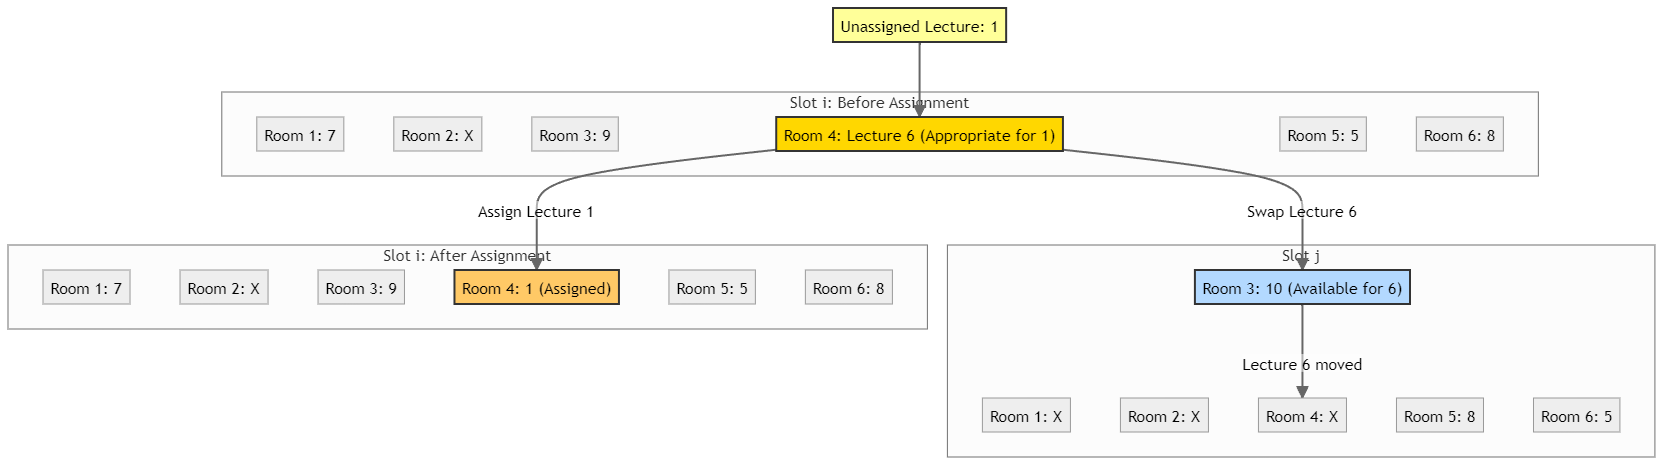 Unassigned Lecture: 1
Slot i: Before Assignment
Room 1: 7
Room 2: X
Room 3: 9
Room 4: Lecture 6 (Appropriate for 1)
Room 5: 5
Room 6: 8
Assign Lecture 1
Swap Lecture 6
Slot i: After Assignment
Room 1: 7
Room 2: X
Room 3: 9
Room 4: 1 (Assigned)
Room 5: 5
Room 6: 8
Slot j
Room 3: 10 (Available for 6)
Lecture 6 moved
Room 1: X
Room 2: X
Room 4: X
Room 5: 8
Room 6: 5